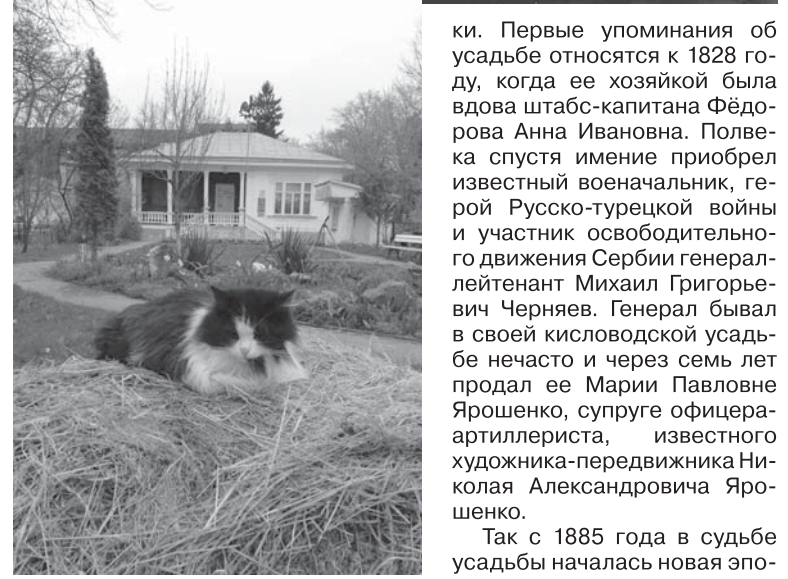 ки. Первые упоминания об
усадьбе относятся к 1828 го-
ду, когда ее хозяйкой была
вдова штабс-капитана Фёдо-
рова Анна Ивановна. Полве-
ка спустя имение приобрел
известный военачальник, ге-
рой Русско-турецкой войны
и участник освободительно-
го движения Сербии генерал-
лейтенант Михаил Григорье-
вич Черняев. Генерал бывал
в своей кисловодской усадь-
бе нечасто и через семь лет
продал ее Марии Павловне
Ярошенко, супруге офицера-
артиллериста, известного
художника-передвижника Ни-
колая Александровича Яро-
шенко.
Так с 1885 года в судьбе
усадьбы началась новая эпо-